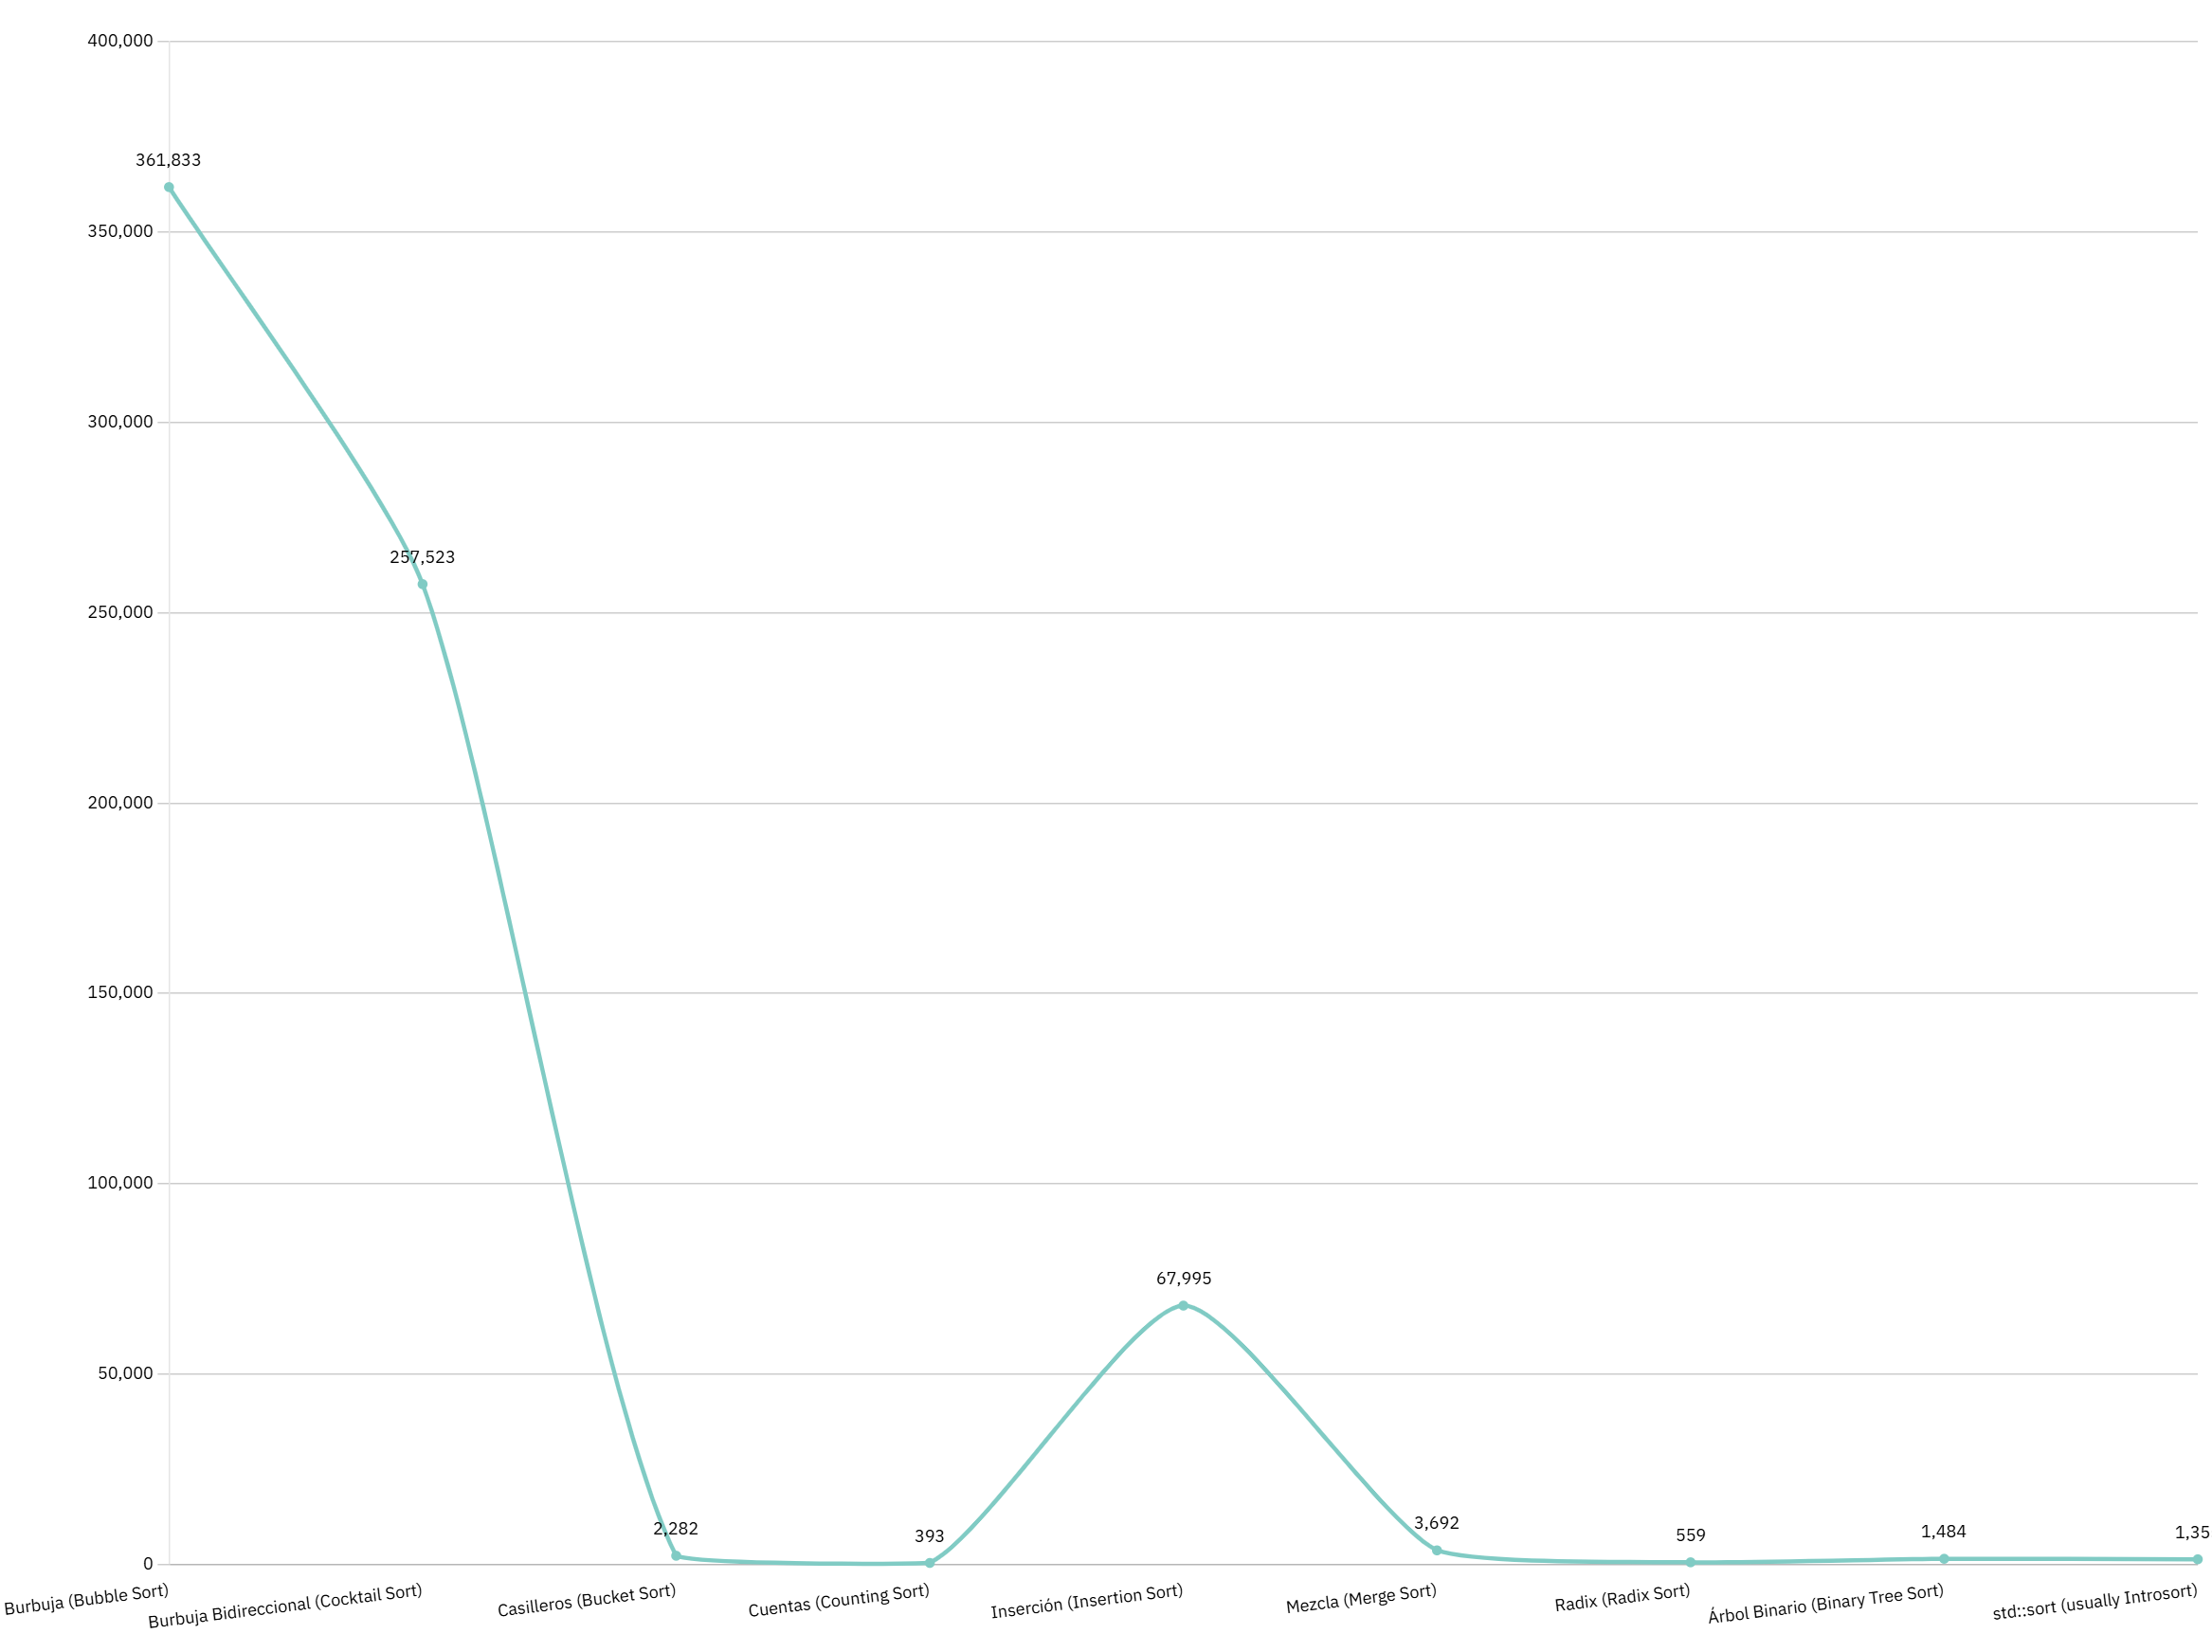 400,000
361,833
350,000
300,000
257,523
250,000
200,000
150,000
100,000
67,995
50,000
2,282
393
3,692
559
1,484
1,35
0
Burbuja (Bubble Sort)
Burbuja Bidireccional (Cocktail Sort)
Casilleros (Bucket Sort)
Cuentas (Counting Sort)
Inserción (Insertion Sort)
Mezcla (Merge Sort)
Radix (Radix Sort)
Árbol Binario (Binary Tree Sort)
std::sort (usually Introsort)